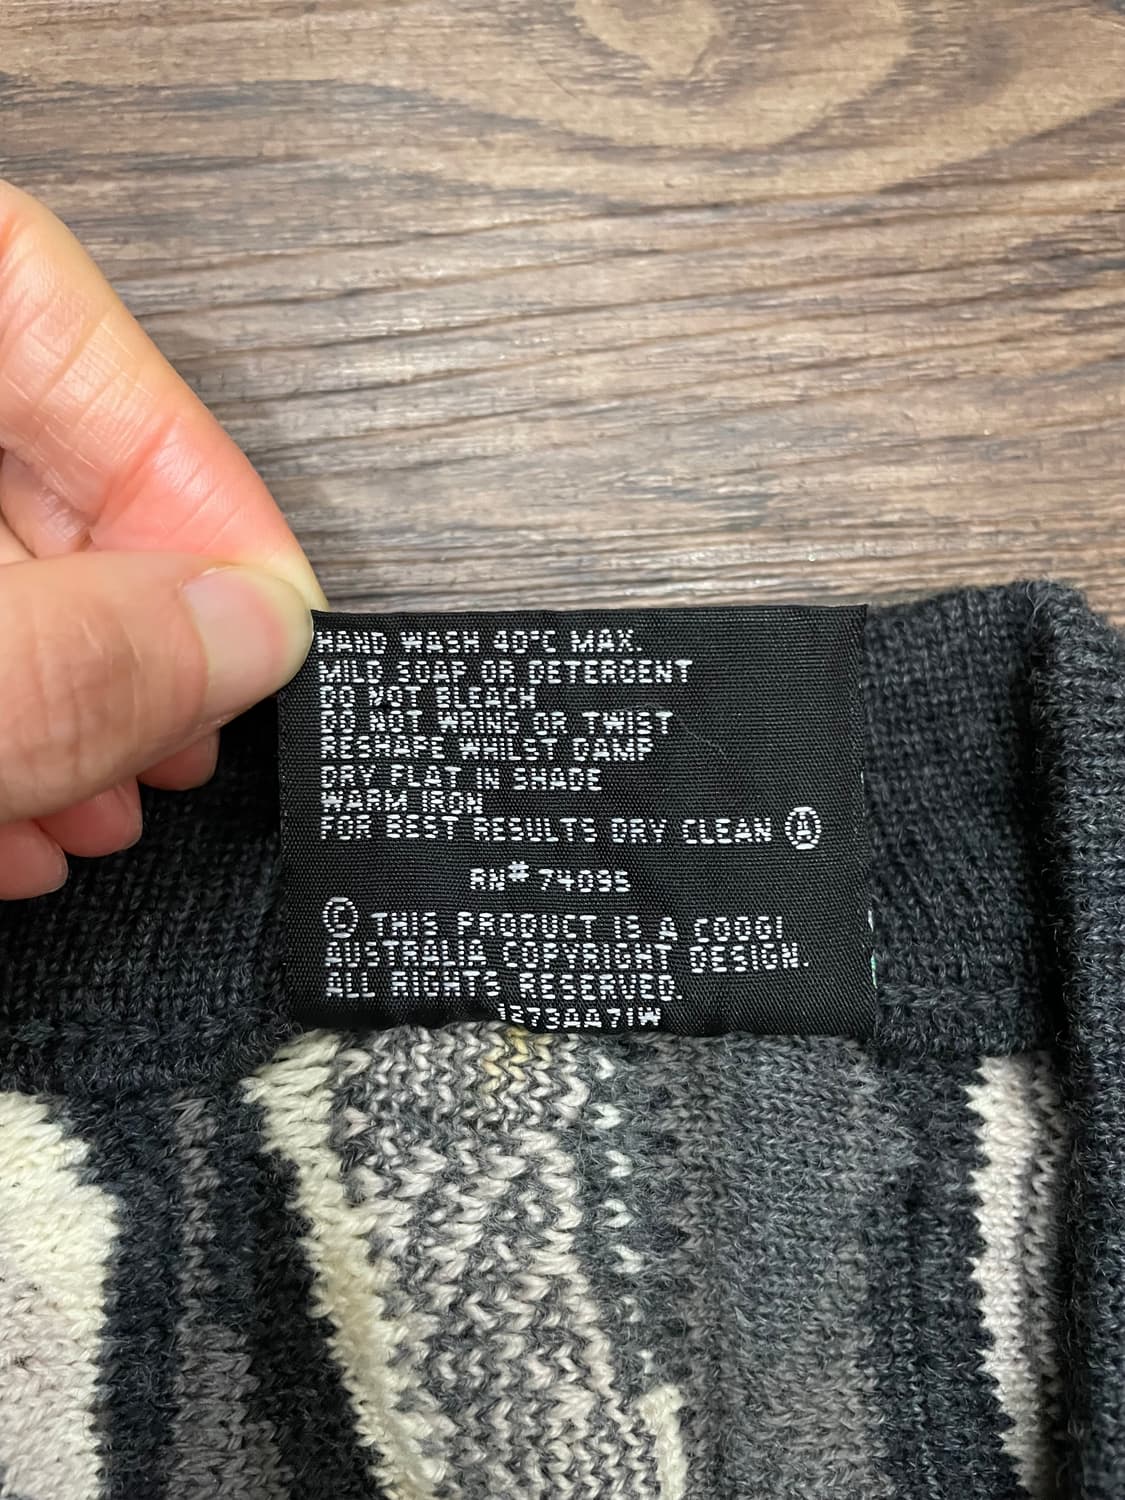 HAND WASH 40°C MAX.
MILD SOAP OR DETERGENT
DO NOT BLEACH
DO NOT WRING OR TWIST
RESHAPE WHILST DAMP
DRY FLAT IN SHADE
WARM IRON
FOR BEST RESULTS DRY CLEAN Ⓐ
RN# 74095
© THIS PRODUCT IS A COOGI
AUSTRALIA COPYRIGHT DESIGN.
ALL RIGHTS RESERVED.
1273AA71W